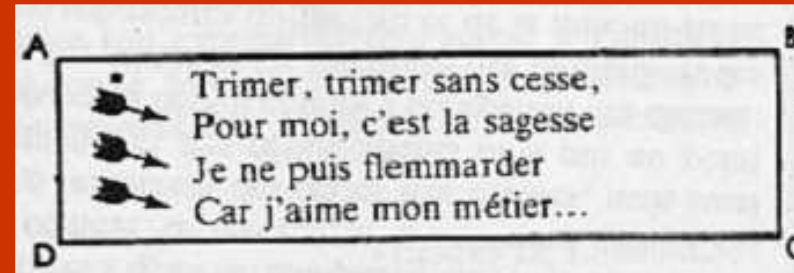 A B
Trimer, trimer sans cesse,
Pour moi, c'est la sagesse
Je ne puis flemmarder
Car j'aime mon métier...
D C